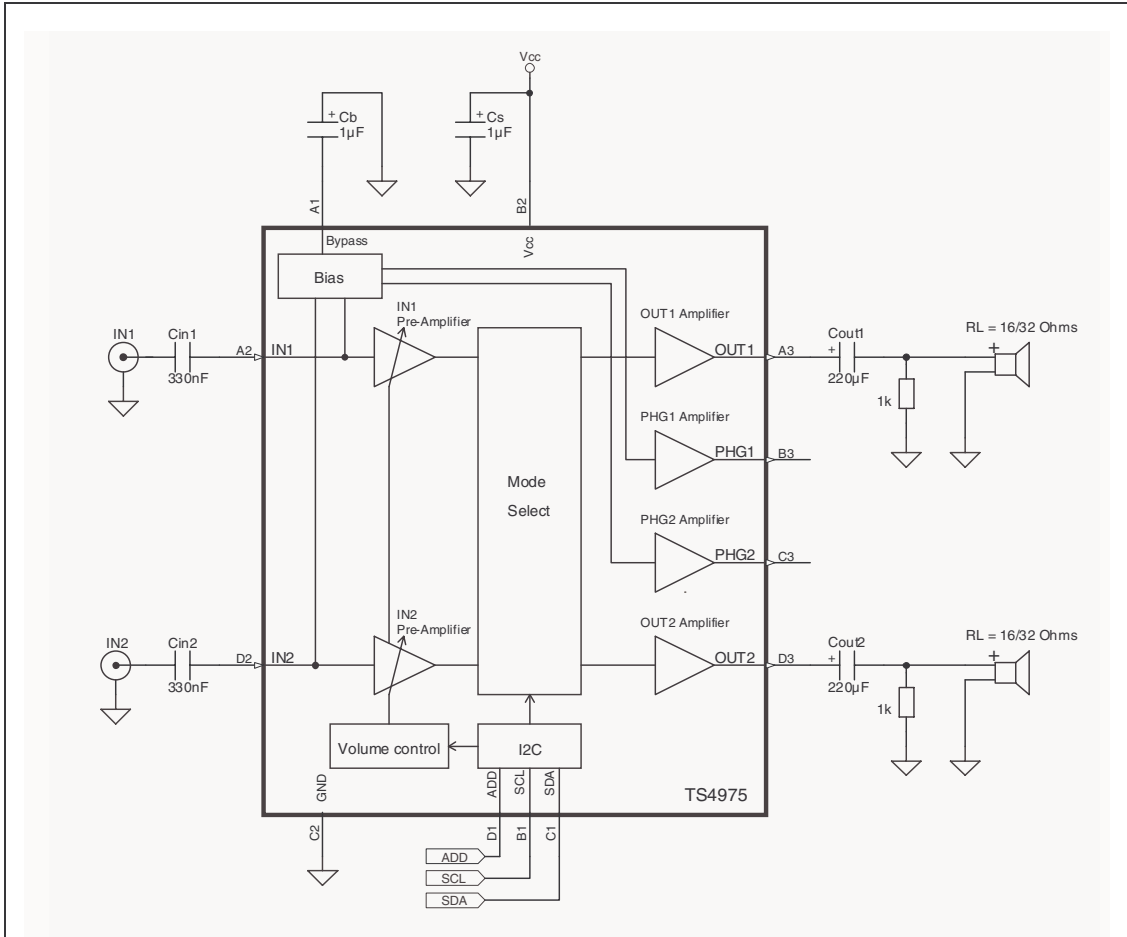 Vcc
+ Cb
1µF
+ Cs
1µF
A1
B2
Bypass
Vcc
Bias
IN1
Pre-Amplifier
OUT1 Amplifier
IN1
Cin1
330nF
A2
IN1
OUT1
A3
Cout1
+
220µF
RL = 16/32 Ohms
+
1k
PHG1 Amplifier
PHG1
B3
Mode
Select
PHG2 Amplifier
PHG2
C3
IN2
Pre-Amplifier
OUT2 Amplifier
IN2
Cin2
330nF
D2
IN2
OUT2
D3
Cout2
+
220µF
RL = 16/32 Ohms
+
1k
Volume control
I2C
GND
ADD
SCL
SDA
TS4975
C2
D1
B1
C1
ADD
SCL
SDA